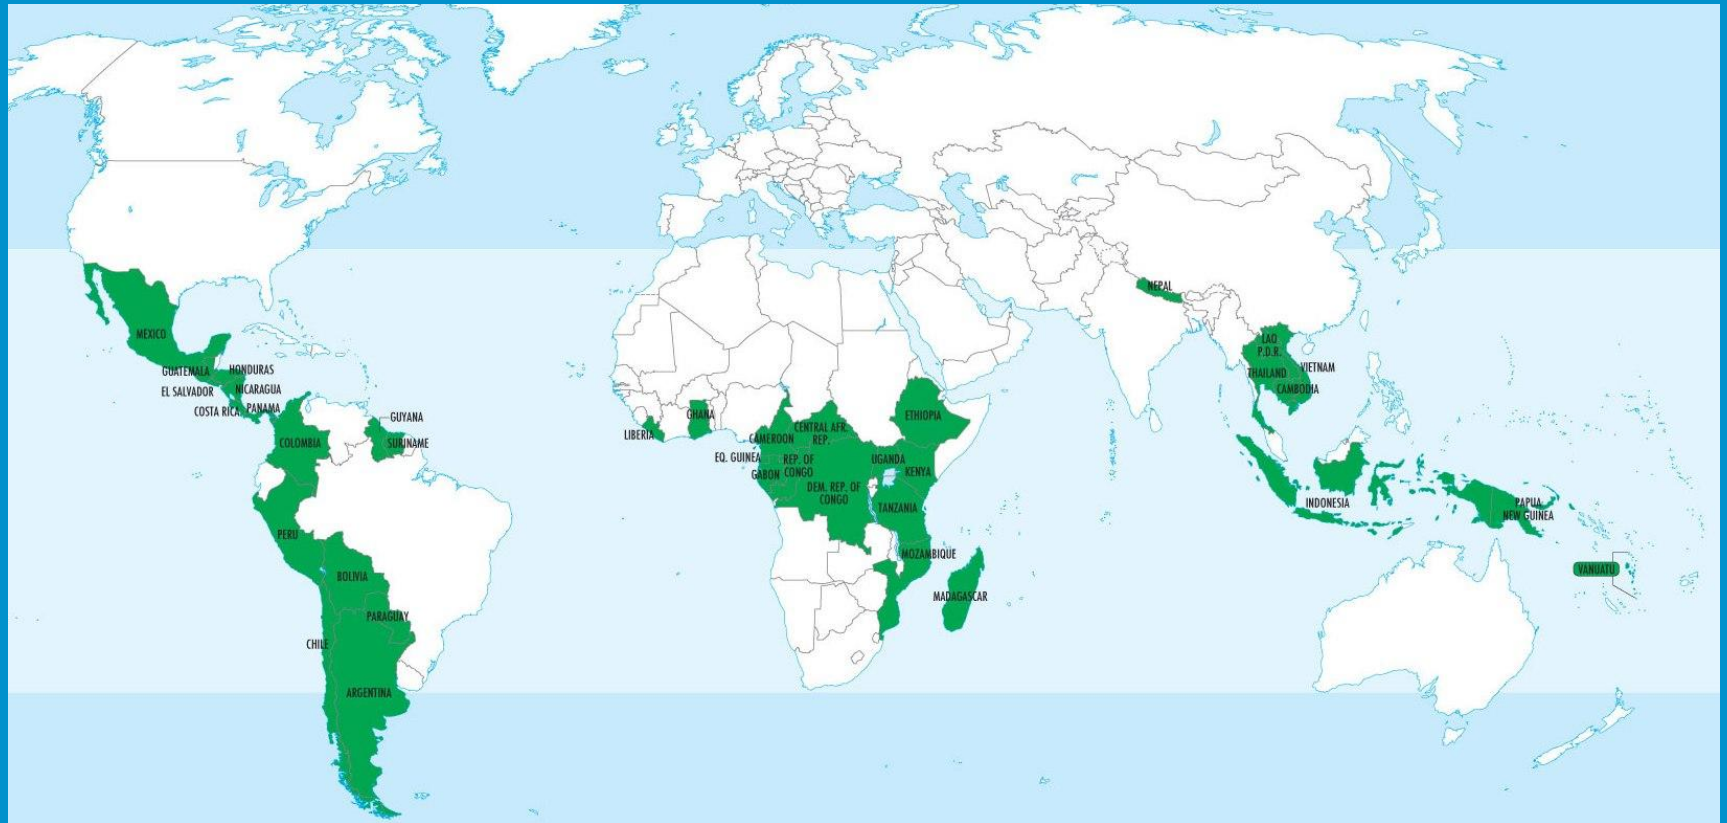 MEXICO
GUATEMALA
HONDURAS
EL SALVADOR
NICARAGUA
COSTA RICA
PANAMA
GUYANA
COLOMBIA
SURINAME
PERU
BOLIVIA
PARAGUAY
CHILE
ARGENTINA
LIBERIA
GHANA
CAMEROON
CENTRAL AFR.
REP.
ETHIOPIA
EQ. GUINEA
GABON
REP. OF
CONGO
UGANDA
KENYA
DEM. REP. OF
CONGO
TANZANIA
MOZAMBIQUE
MADAGASCAR
NEPAL
LAO
P.D.R.
THAILAND
VIETNAM
CAMBODIA
INDONESIA
PAPUA
NEW GUINEA
VANUATU